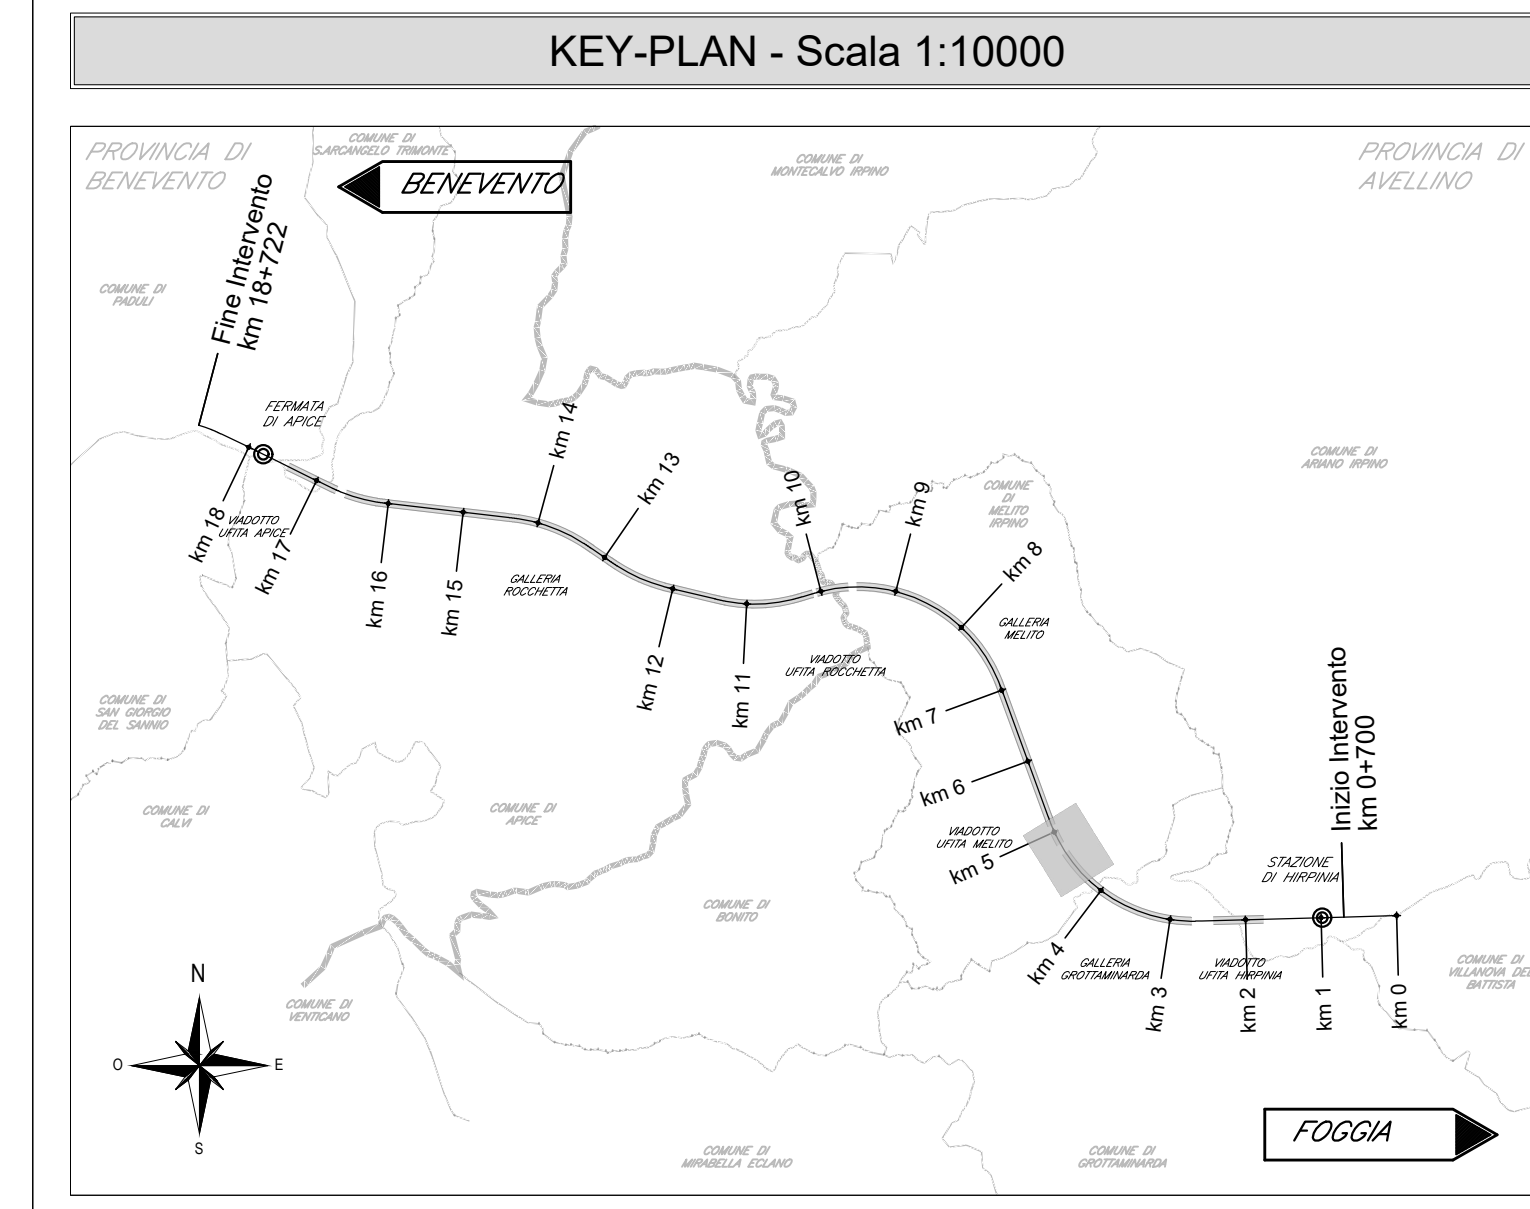 KEY-PLAN - Scala 1:10000
PROVINCIA DI
BENEVENTO
COMUNE DI
S.ARCANGELO TRIMONTE
BENEVENTO
COMUNE DI
MONTECALVO IRPINO
PROVINCIA DI
AVELLINO
Fine Intervento
km 18+722
COMUNE DI
PADULI
FERMATA
DI APICE
km 14
km 13
km 10
km 9
COMUNE
DI
MELITO
IRPINO
COMUNE DI
ARIANO IRPINO
km 18
VIADOTTO
UFITA APICE
km 17
km 16
km 15
GALLERIA
ROCCHETTA
km 8
GALLERIA
MELITO
km 12
km 11
VIADOTTO
UFITA ROCCHETTA
km 7
Inizio Intervento
km 0+700
COMUNE DI
SAN GIORGIO
DEL SANNIO
COMUNE DI
CALVI
COMUNE DI
APICE
km 6
VIADOTTO
UFITA MELITO
km 5
STAZIONE
DI HIRPINIA
COMUNE DI
BONITO
km 4
GALLERIA
GROTTAMINARDA
km 3
VIADOTTO
UFITA HIRPINIA
km 2
km 1
km 0
COMUNE DI
VILLANOVA DEL
BATTISTA
COMUNE DI
VENTICANO
N
O
E
S
FOGGIA
COMUNE DI
MIRABELLA ECLANO
COMUNE DI
GROTTAMINARDA